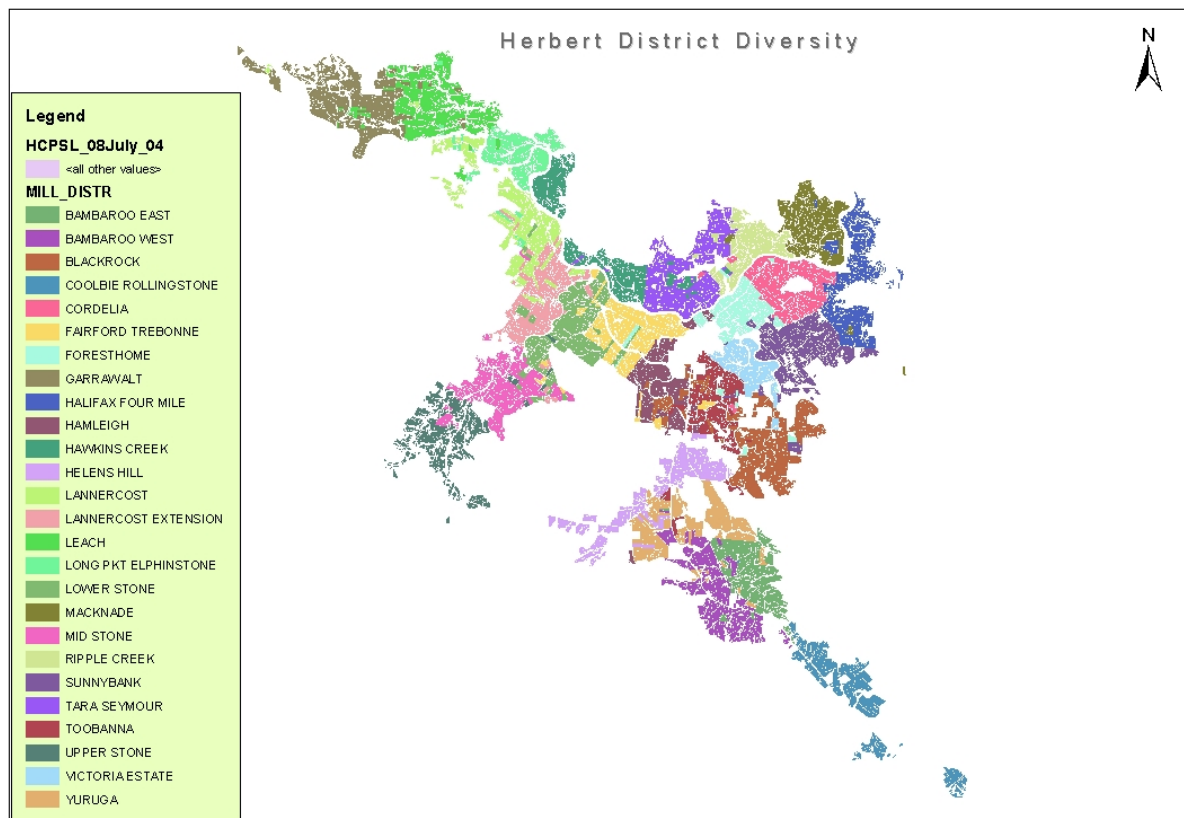 Herbert District Diversity
N
Legend
HCPSL_08July_04
<all other values>
MILL_DISTR
BAMBAROO EAST
BAMBAROO WEST
BLACKROCK
COOLBIE ROLLINGSTONE
CORDELIA
FAIRFORD TREBONNE
FORESTHOME
GARRAWALT
HALIFAX FOUR MILE
HAMLEIGH
HAWKINS CREEK
HELENS HILL
LANNERCOST
LANNERCOST EXTENSION
LEACH
LONG PKT ELPHINSTONE
LOWER STONE
MACKNADE
MID STONE
RIPPLE CREEK
SUNNYBANK
TARA SEYMOUR
TOOBANNA
UPPER STONE
VICTORIA ESTATE
YURUGA